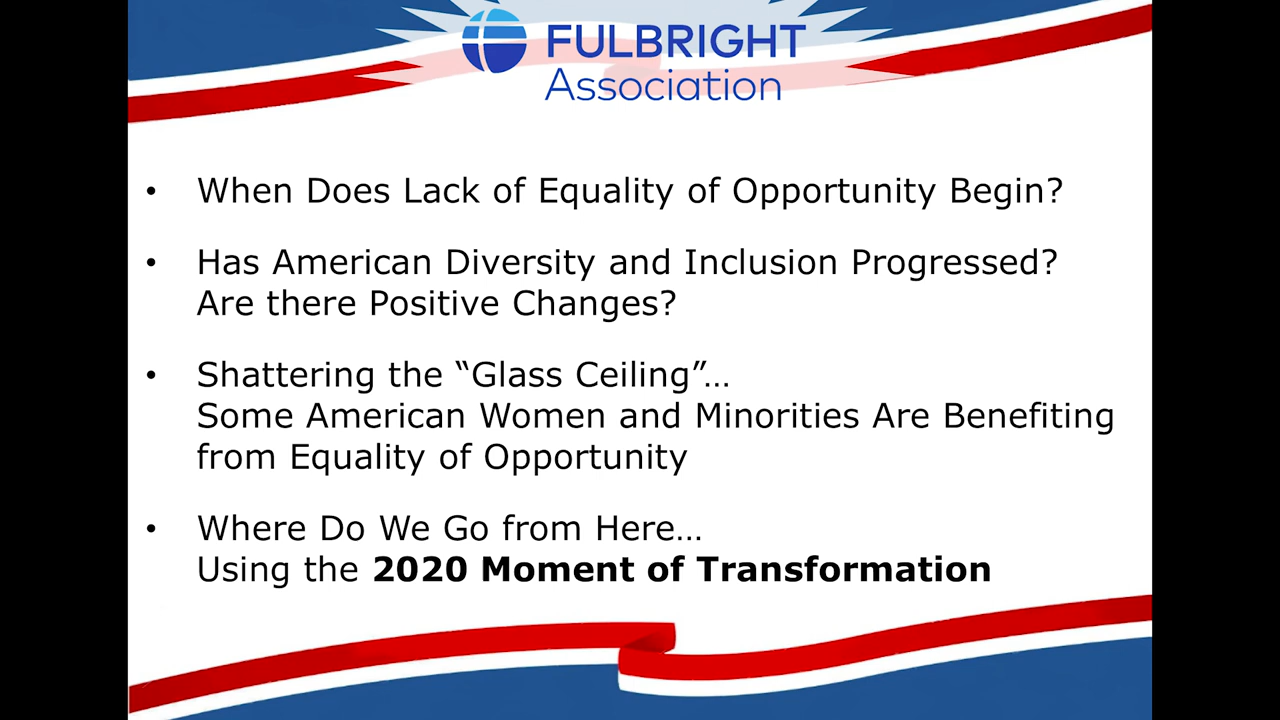 FULBRIGHT
Association
• When Does Lack of Equality of Opportunity Begin?
• Has American Diversity and Inclusion Progressed?
Are there Positive Changes?
• Shattering the “Glass Ceiling”…
Some American Women and Minorities Are Benefiting
from Equality of Opportunity
• Where Do We Go from Here…
Using the 2020 Moment of Transformation